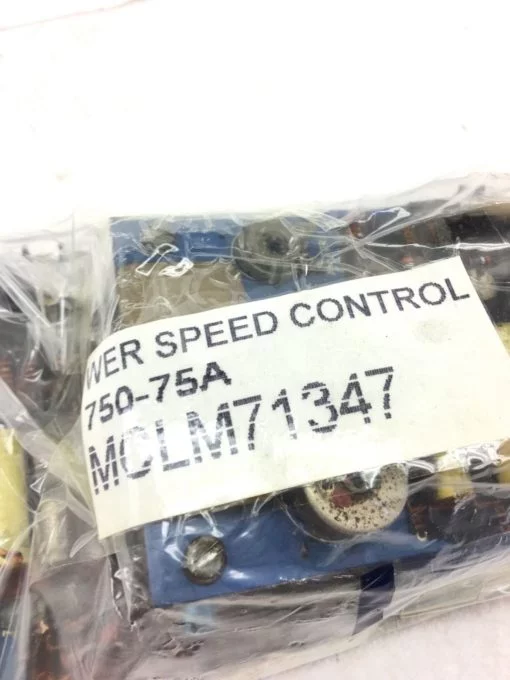 WER SPEED CONTROL
750-75A
MCLM71347